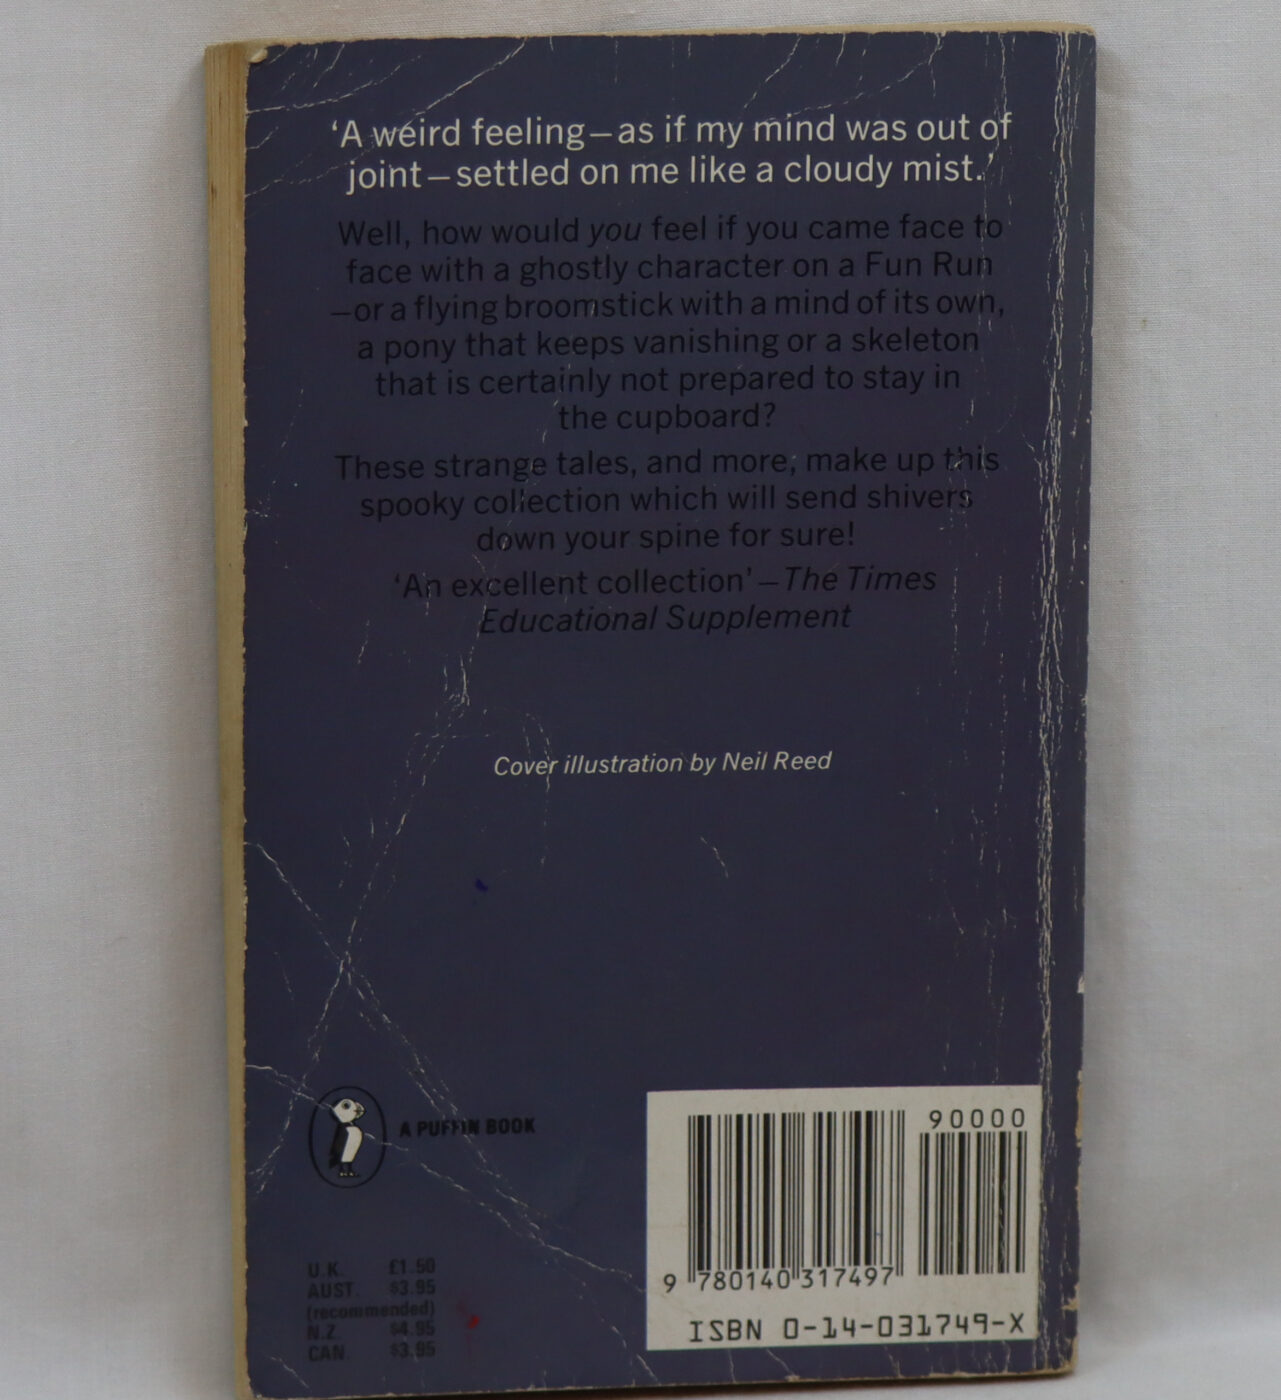 ‘A weird feeling—as if my mind was out of
joint—settled on me like a cloudy mist.’
Well, how would you feel if you came face to
face with a ghostly character on a Fun Run
—or a flying broomstick with a mind of its own,
a pony that keeps vanishing or a skeleton
that is certainly not prepared to stay in
the cupboard?
These strange tales, and more, make up this
spooky collection which will send shivers
down your spine for sure!
‘An excellent collection’—The Times
Educational Supplement
Cover illustration by Neil Reed
A PUFFIN BOOK
U.K. £1.50
AUST. $3.95
(recommended)
N.Z. $4.95
CAN. $3.95
90000
9 780140 317497
ISBN 0-14-031749-X